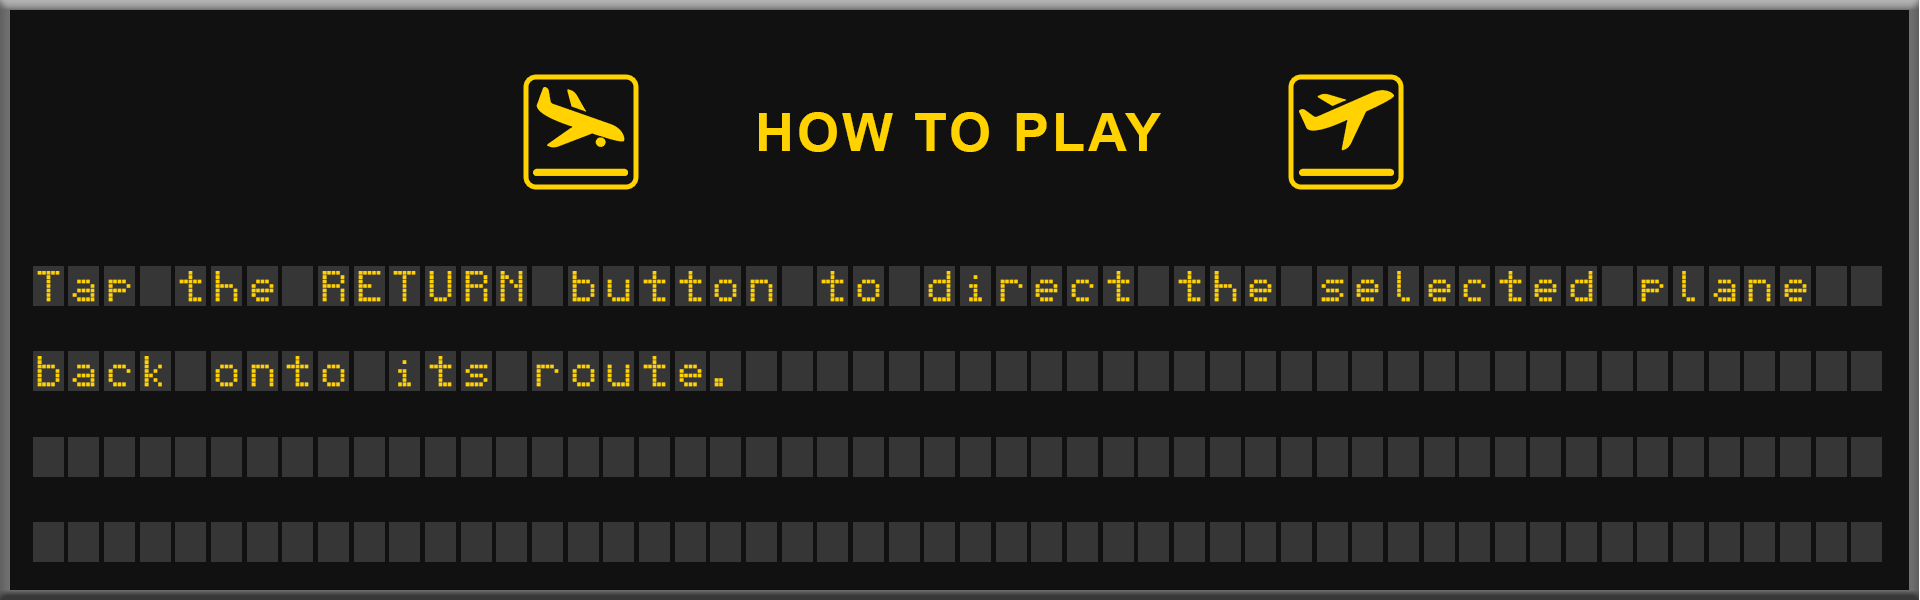 HOW TO PLAY
Tap the RETURN button to direct the selected plane
back onto its route.